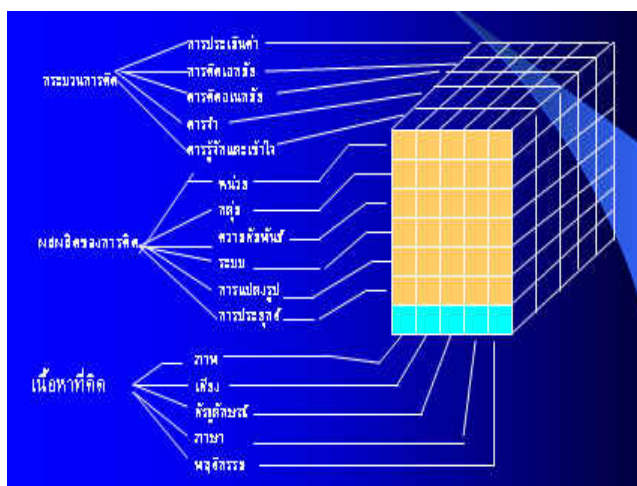 การประเมินค่า
การคิดเอกนัย
กระบวนการคิด
การคิดอเนกนัย
การจำ
การรู้จักและเข้าใจ
หน่วย
กลุ่ม
ความสัมพันธ์
ผลผลิตของการคิด
ระบบ
การแปลงรูป
การประยุกต์
ภาพ
เสียง
เนื้อหาที่คิด
สัญลักษณ์
ภาษา
พฤติกรรม